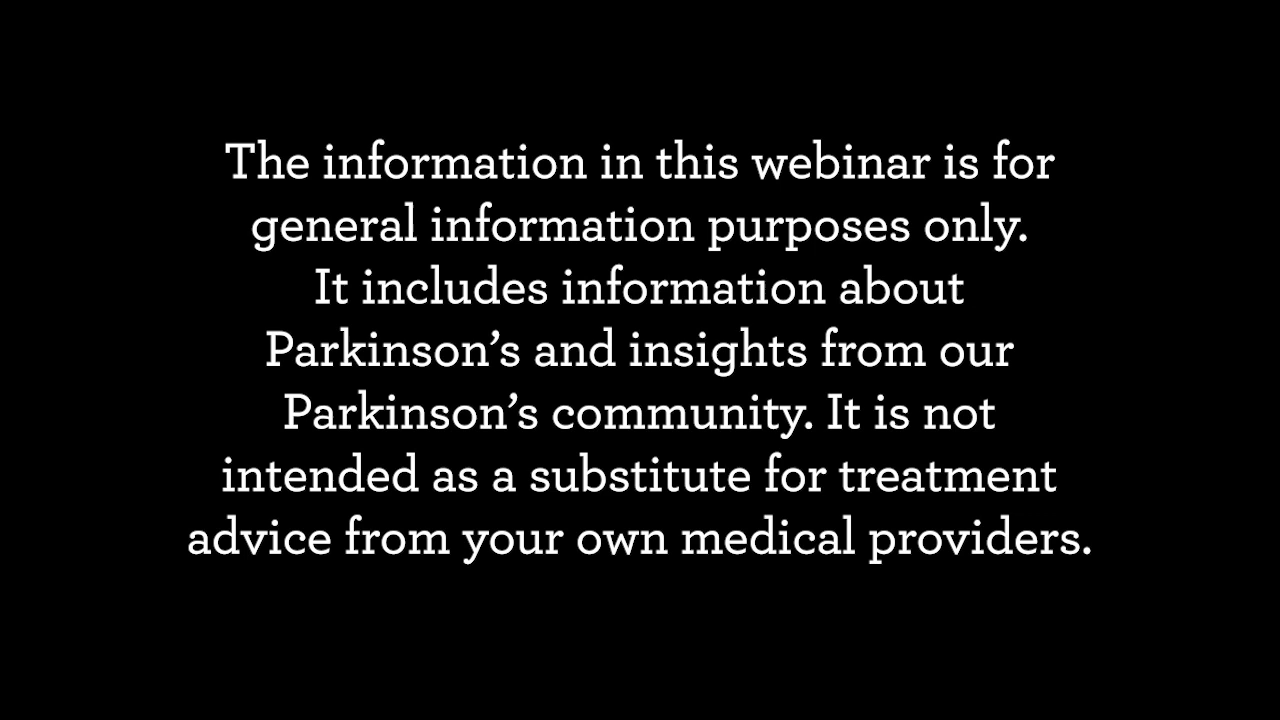 The information in this webinar is for
general information purposes only.
It includes information about
Parkinson’s and insights from our
Parkinson’s community. It is not
intended as a substitute for treatment
advice from your own medical providers.